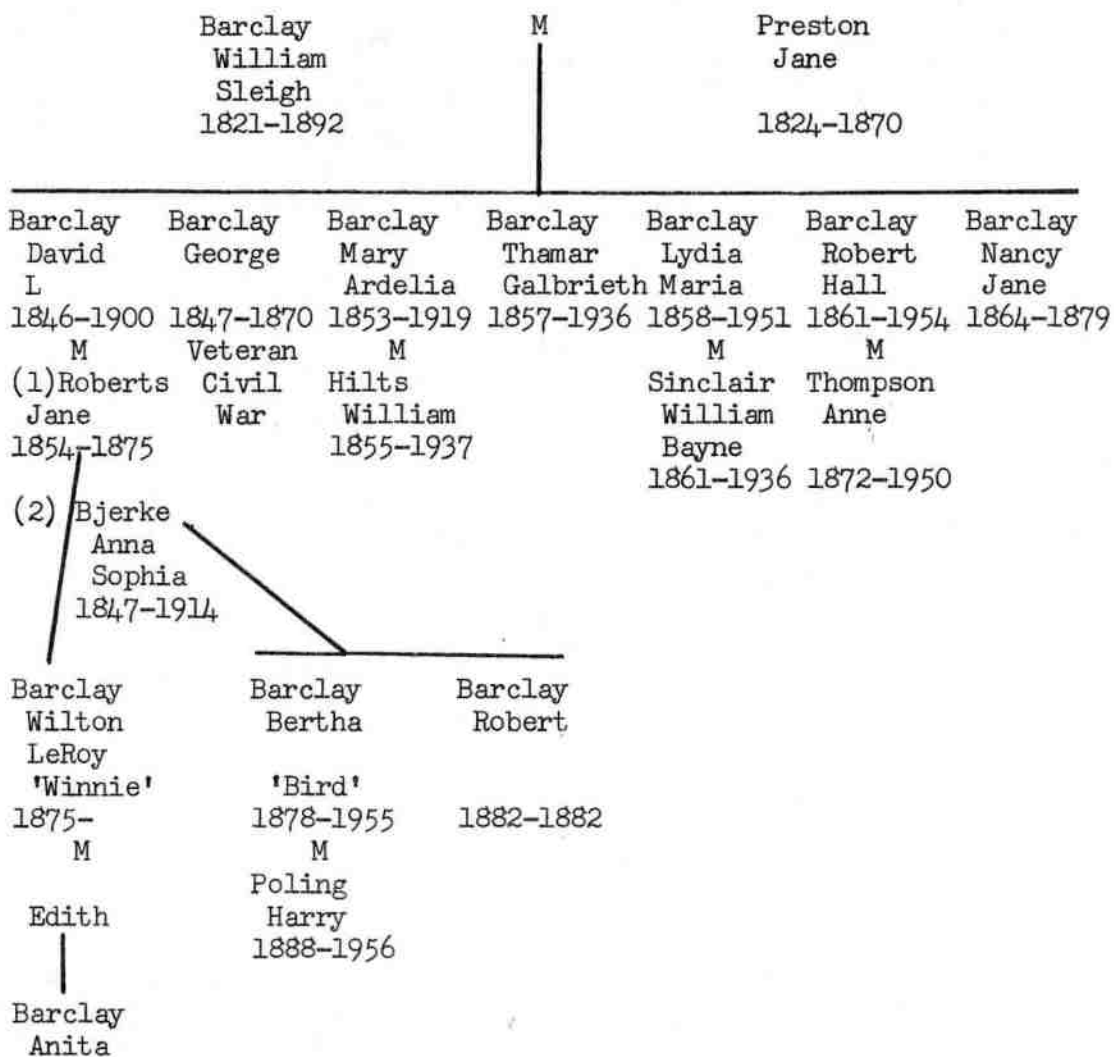 Barclay M Preston
William Jane
Sleigh
1821-1892 1824-1870
Barclay Barclay Barclay Barclay Barclay Barclay Barclay
David George Mary Thamar Lydia Robert Nancy
L Ardelia Galbrieth Maria Hall Jane
1846-1900 1847-1870 1853-1919 1857-1936 1858-1951 1861-1954 1864-1879
M Veteran M M M
(1)Roberts Civil Hilts Sinclair Thompson
Jane War William William Anne
1854-1875 1855-1937 Bayne
1861-1936 1872-1950
(2) Bjerke
Anna
Sophia
1847-1914
Barclay Barclay Barclay
Wilton Bertha Robert
LeRoy
'Winnie' 'Bird'
1875- 1878-1955 1882-1882
M M
Poling
Edith Harry
1888-1956
Barclay
Anita